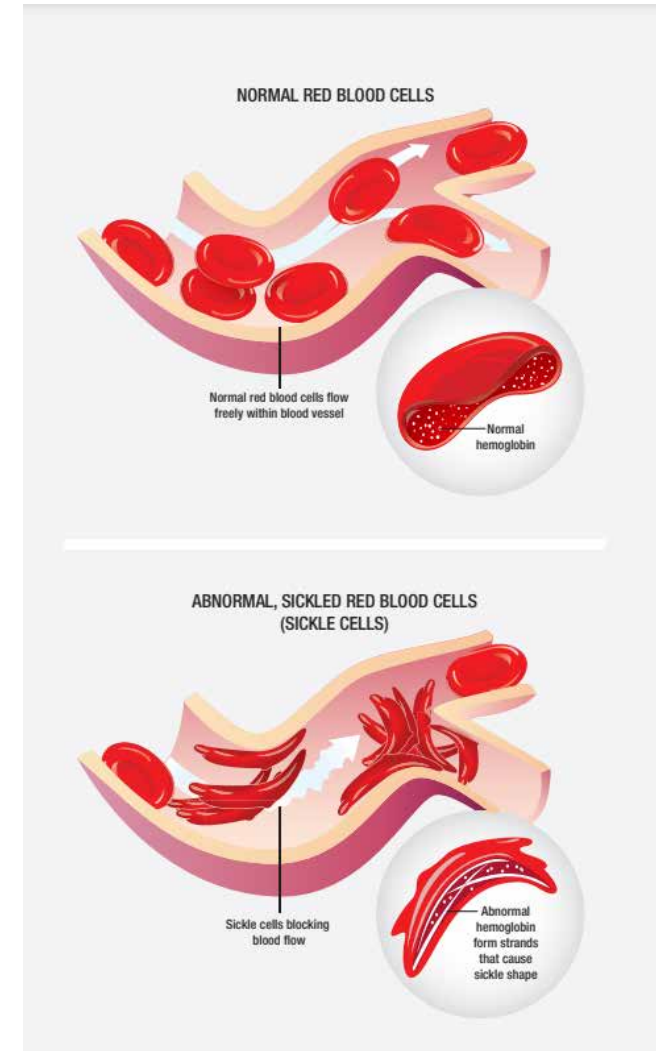 NORMAL RED BLOOD CELLS
Normal red blood cells flow
freely within blood vessel
Normal
hemoglobin
ABNORMAL, SICKLED RED BLOOD CELLS
(SICKLE CELLS)
Sickle cells blocking
blood flow
Abnormal
hemoglobin
form strands
that cause
sickle shape